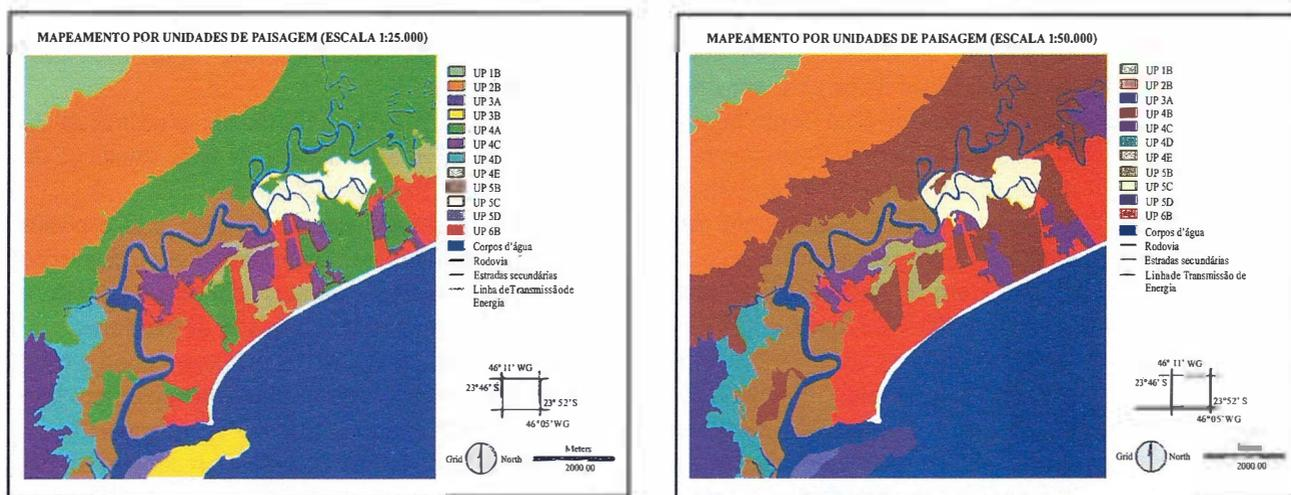 MAPEAMENTO POR UNIDADES DE PAISAGEM (ESCALA 1:25.000)
UP 1B
UP 2B
UP 3A
UP 3B
UP 4A
UP 4C
UP 4D
UP 4E
UP 5B
UP 5C
UP 5D
UP 6B
Corpos d'água
Rodovia
Estradas secundárias
Linha de Transmissão de
Energia
46° 11' WG
23°46' S
23° 52' S
46°05' WG
Grid North
Meters
2000.00
MAPEAMENTO POR UNIDADES DE PAISAGEM (ESCALA 1:50.000)
UP 1B
UP 2B
UP 3A
UP 4B
UP 4C
UP 4D
UP 4E
UP 5B
UP 5C
UP 5D
UP 6B
Corpos d'água
Rodovia
Estradas secundárias
Linha de Transmissão de
Energia
46° 11' WG
23°46' S
23°52' S
46°05' WG
Grid North
2000.00